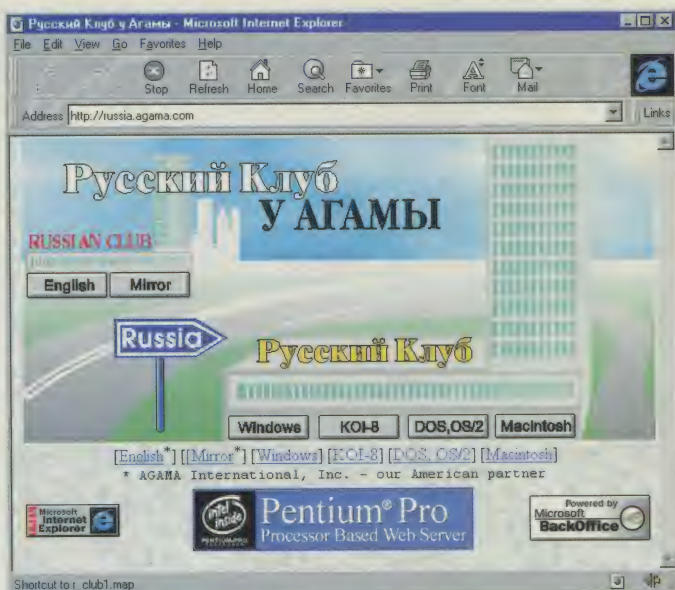 Русский Клуб у Агамы - Microsoft Internet Explorer
File Edit View Go Favorites Help
Stop Refresh Home Search Favorites Print Font Mail
Address http://russia.agama.com Links
Русский Клуб
У АГАМЫ
RUSSIAN CLUB
English Mirror
Russia
Русский Клуб
Windows KOI-8 DOS,OS/2 Macintosh
[English*] [[Mirror*] [Windows] [KOI-8] [DOS, OS/2] [Macintosh]
* AGAMA International, Inc. - our American partner
Microsoft
Internet
Explorer
intel
inside
PENTIUM·PRO
Pentium® Pro
Processor Based Web Server
Powered by
Microsoft
BackOffice
Shortcut to r_club1.map